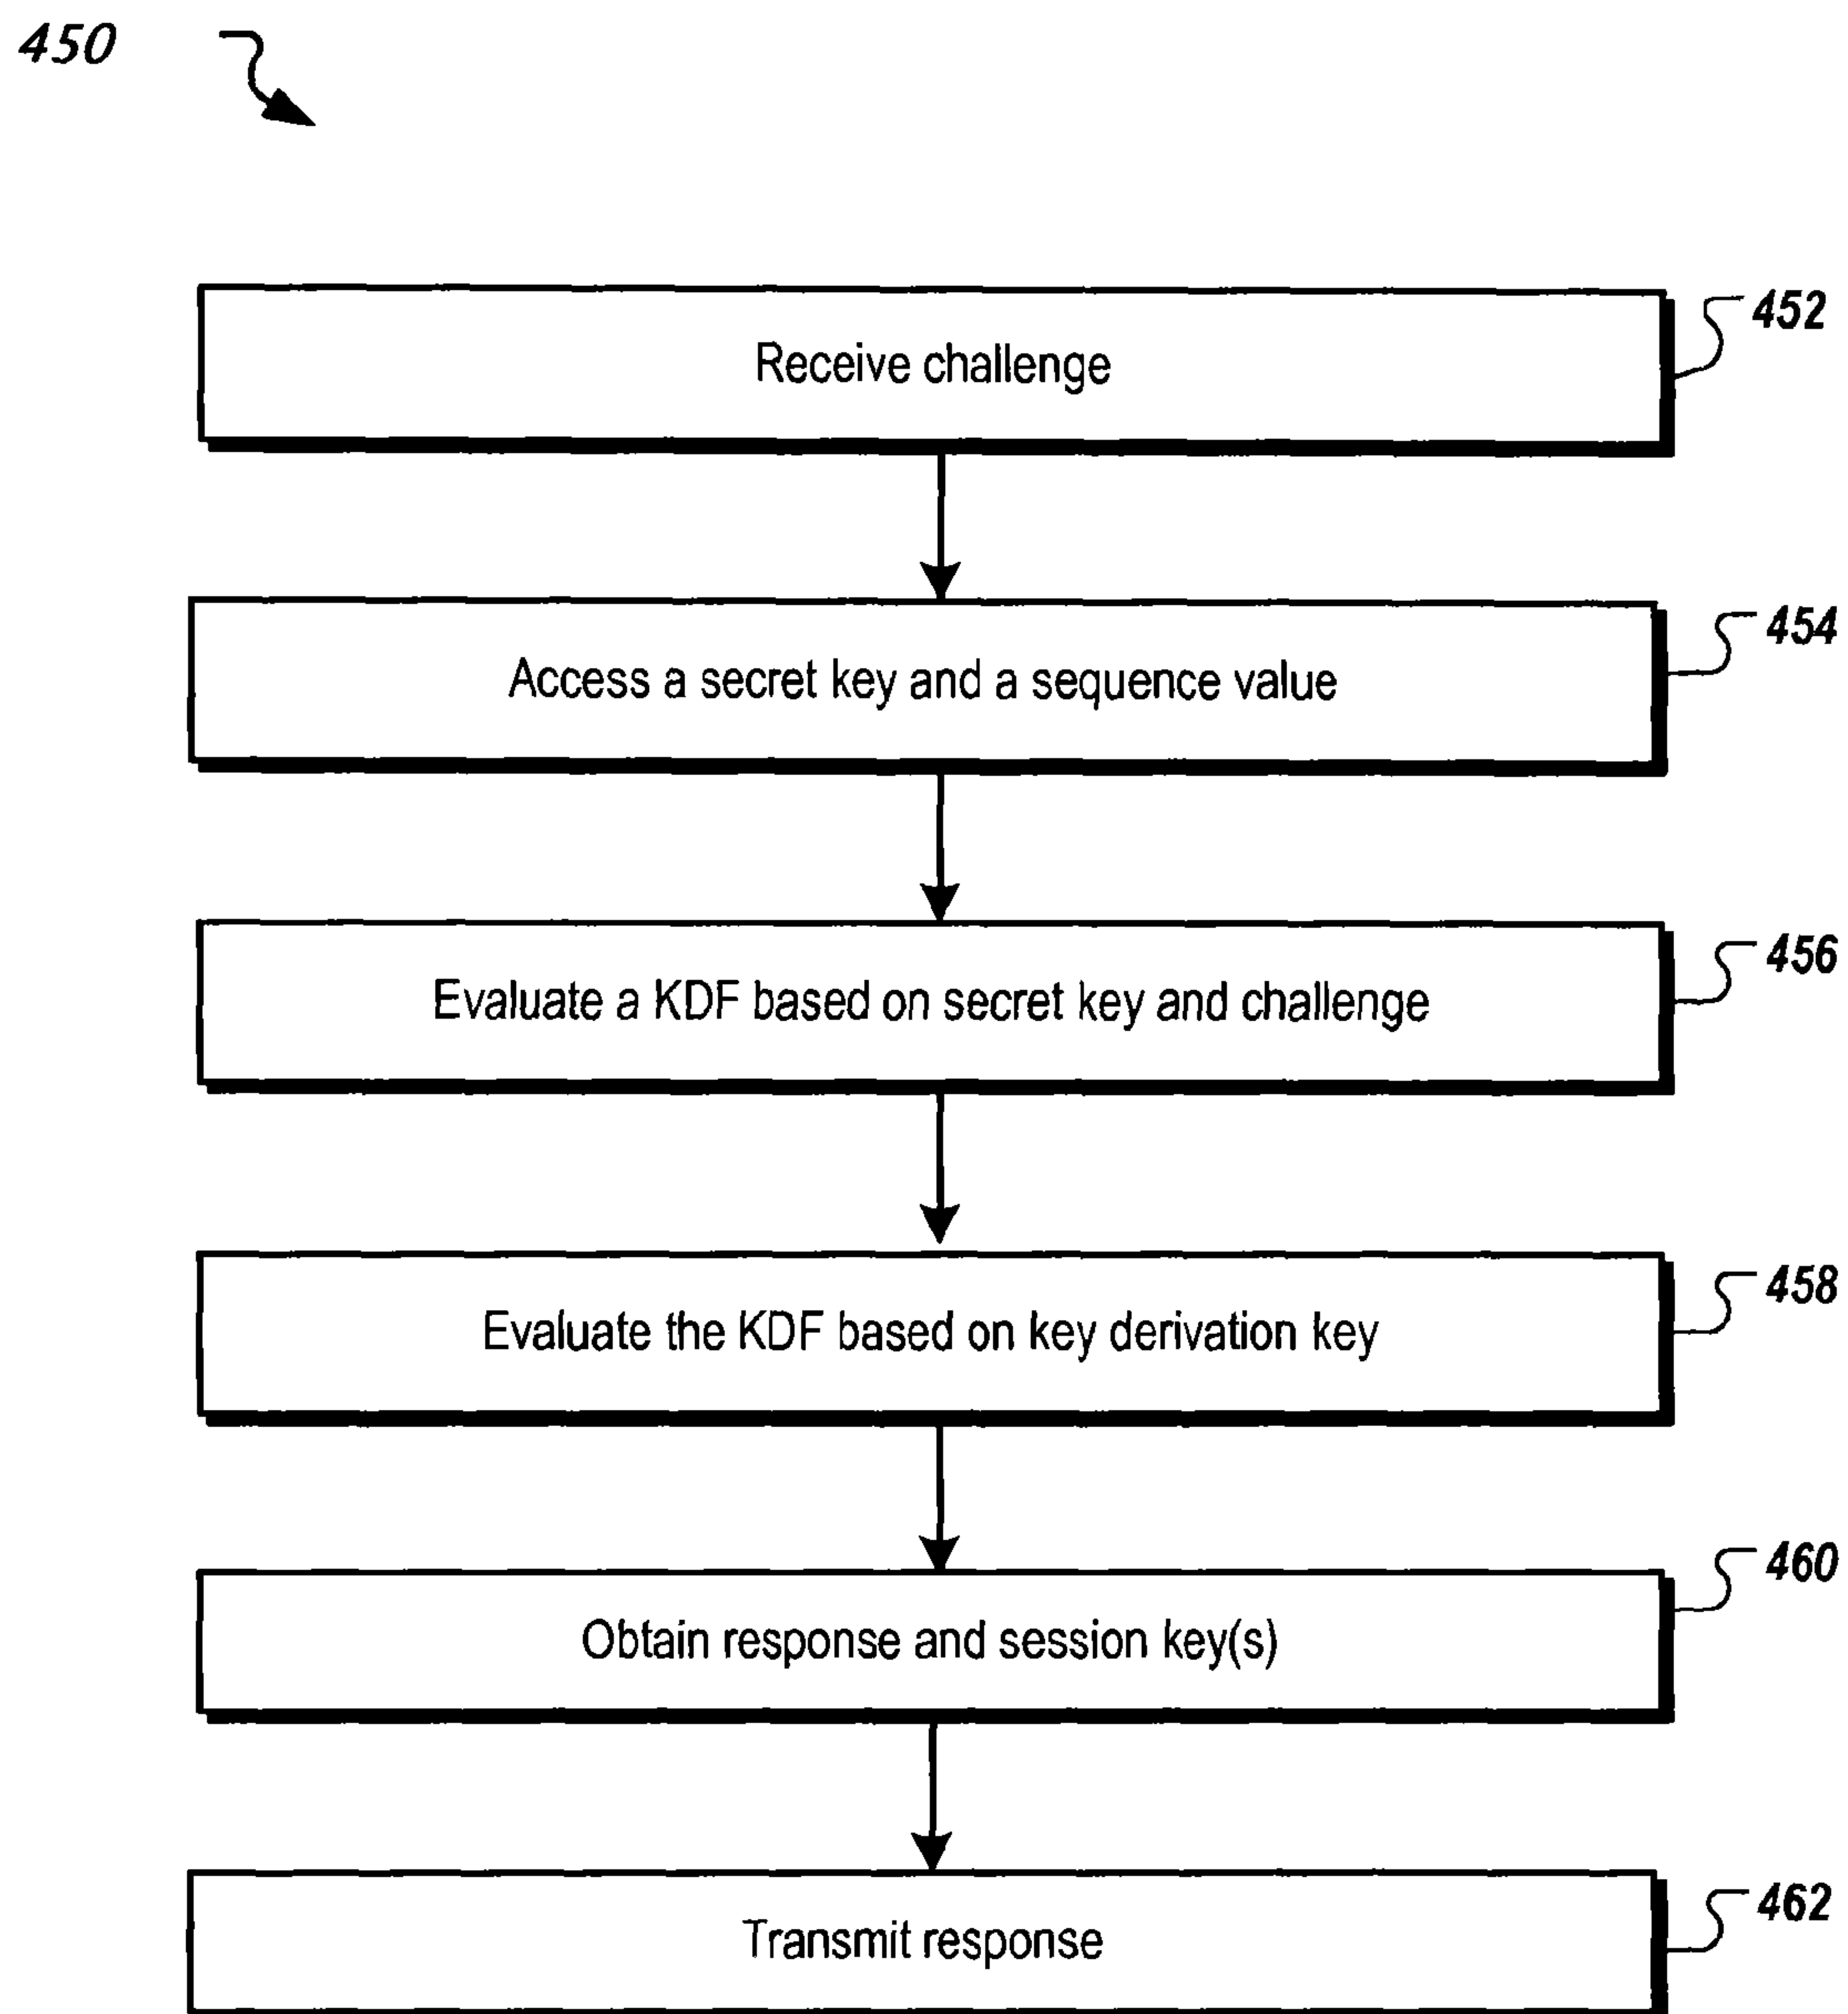 450
Receive challenge
452
Access a secret key and a sequence value
454
Evaluate a KDF based on secret key and challenge
456
Evaluate the KDF based on key derivation key
458
Obtain response and session key(s)
460
Transmit response
462